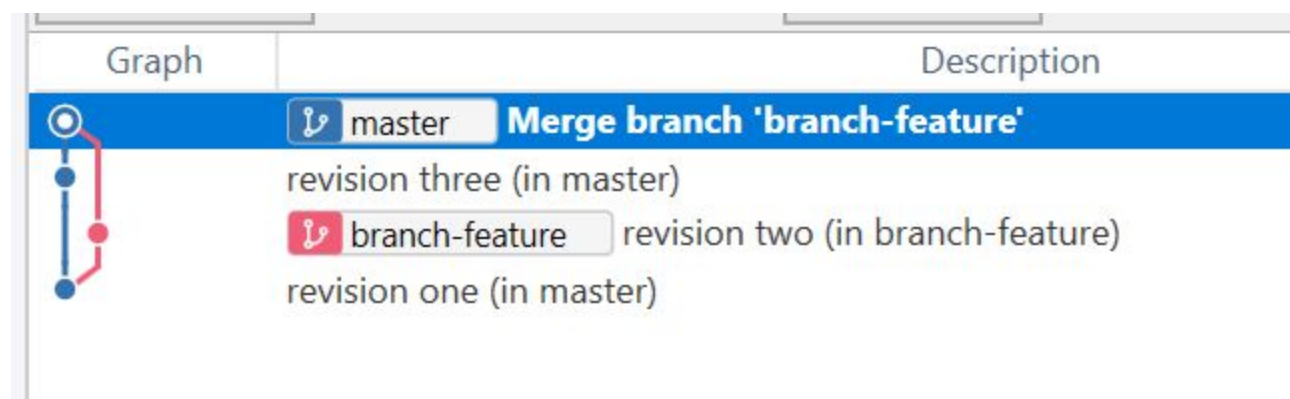 Graph Description
master Merge branch 'branch-feature'
revision three (in master)
branch-feature revision two (in branch-feature)
revision one (in master)